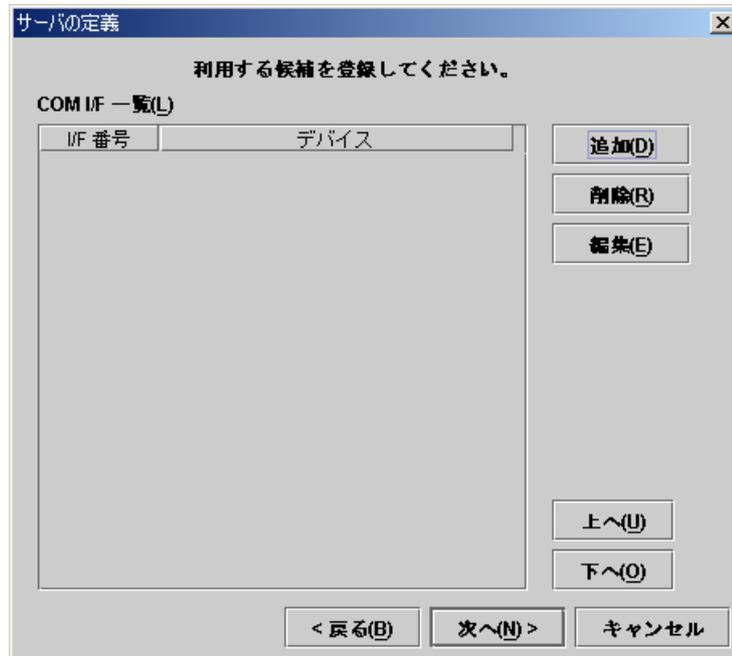 サーバの定義
利用する候補を登録してください。
COM I/F 一覧(L)
I/F 番号 デバイス
追加(D)
削除(R)
編集(E)
上へ(U)
下へ(O)
< 戻る(B) 次へ(N) > キャンセル